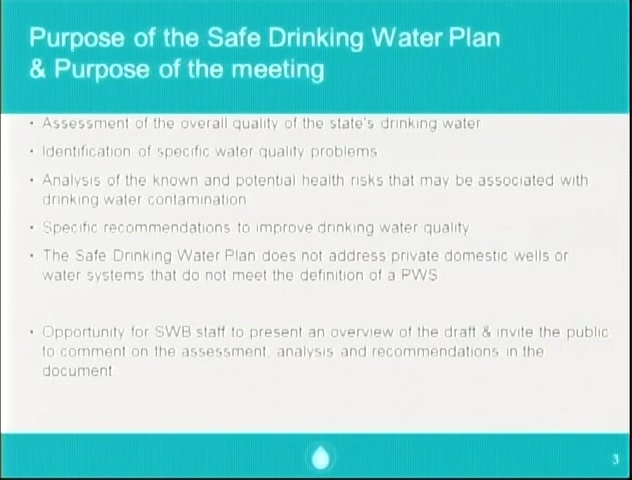 Purpose of the Safe Drinking Water Plan
& Purpose of the meeting
• Assessment of the overall quality of the state's drinking water
• Identification of specific water quality problems
• Analysis of the known and potential health risks that may be associated with
drinking water contamination
• Specific recommendations to improve drinking water quality
• The Safe Drinking Water Plan does not address private domestic wells or
water systems that do not meet the definition of a PWS
• Opportunity for SWB staff to present an overview of the draft & invite the public
to comment on the assessment, analysis and recommendations in the
document
3